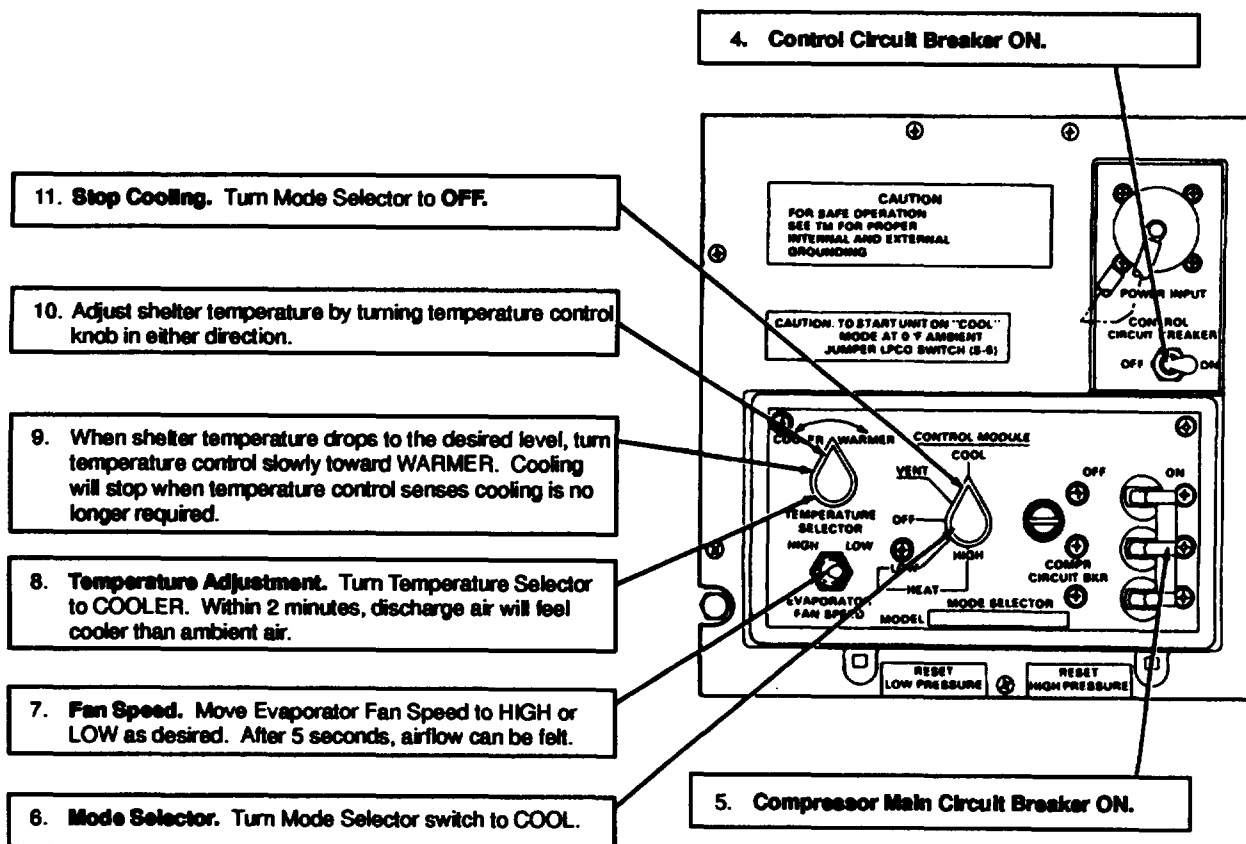 4. Control Circuit Breaker ON.
11. Stop Cooling. Turn Mode Selector to OFF.
10. Adjust shelter temperature by turning temperature control
knob in either direction.
9. When shelter temperature drops to the desired level, turn
temperature control slowly toward WARMER. Cooling
will stop when temperature control senses cooling is no
longer required.
8. Temperature Adjustment. Turn Temperature Selector
to COOLER. Within 2 minutes, discharge air will feel
cooler than ambient air.
7. Fan Speed. Move Evaporator Fan Speed to HIGH or
LOW as desired. After 5 seconds, airflow can be felt.
6. Mode Selector. Turn Mode Selector switch to COOL.
5. Compressor Main Circuit Breaker ON.
CAUTION
FOR SAFE OPERATION
SEE TM FOR PROPER
INTERNAL AND EXTERNAL
GROUNDING
POWER INPUT
CONTROL
CIRCUIT BREAKER
OFF ON
CAUTION: TO START UNIT ON "COOL"
MODE AT 0°F AMBIENT
JUMPER LPCO SWITCH (S-6)
COOLER WARMER
TEMPERATURE
SELECTOR
HIGH LOW
EVAPORATOR
FAN SPEED
CONTROL MODULE
COOL
VENT
OFF
LOW HIGH
HEAT
MODE SELECTOR
MODEL
OFF ON
COMPR
CIRCUIT BKR
RESET
LOW PRESSURE
RESET
HIGH PRESSURE